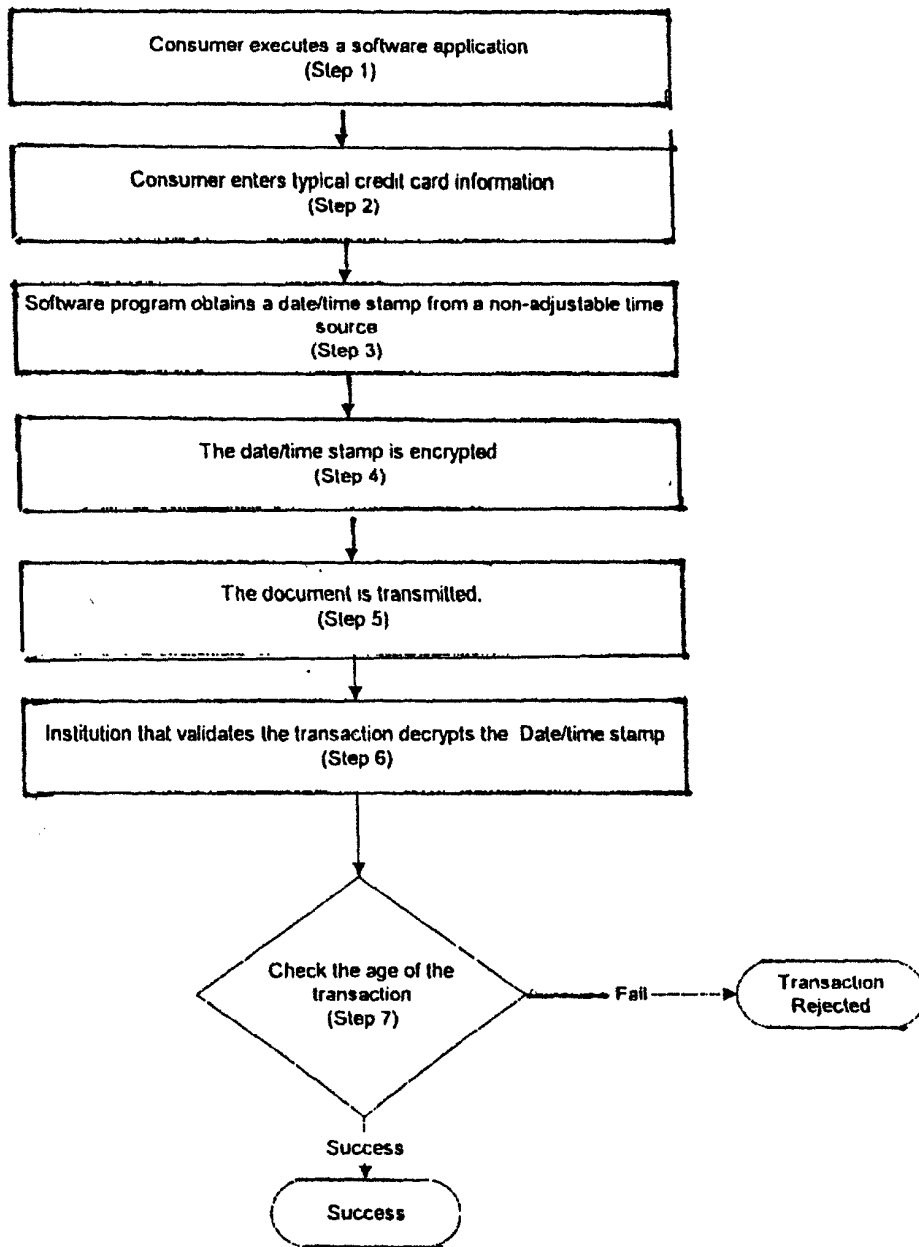 Consumer executes a software application
(Step 1)
Consumer enters typical credit card information
(Step 2)
Software program obtains a date/time stamp from a non-adjustable time
source
(Step 3)
The date/time stamp is encrypted
(Step 4)
The document is transmitted.
(Step 5)
Institution that validates the transaction decrypts the Date/time stamp
(Step 6)
Check the age of the
transaction
(Step 7)
Fail
Transaction
Rejected
Success
Success